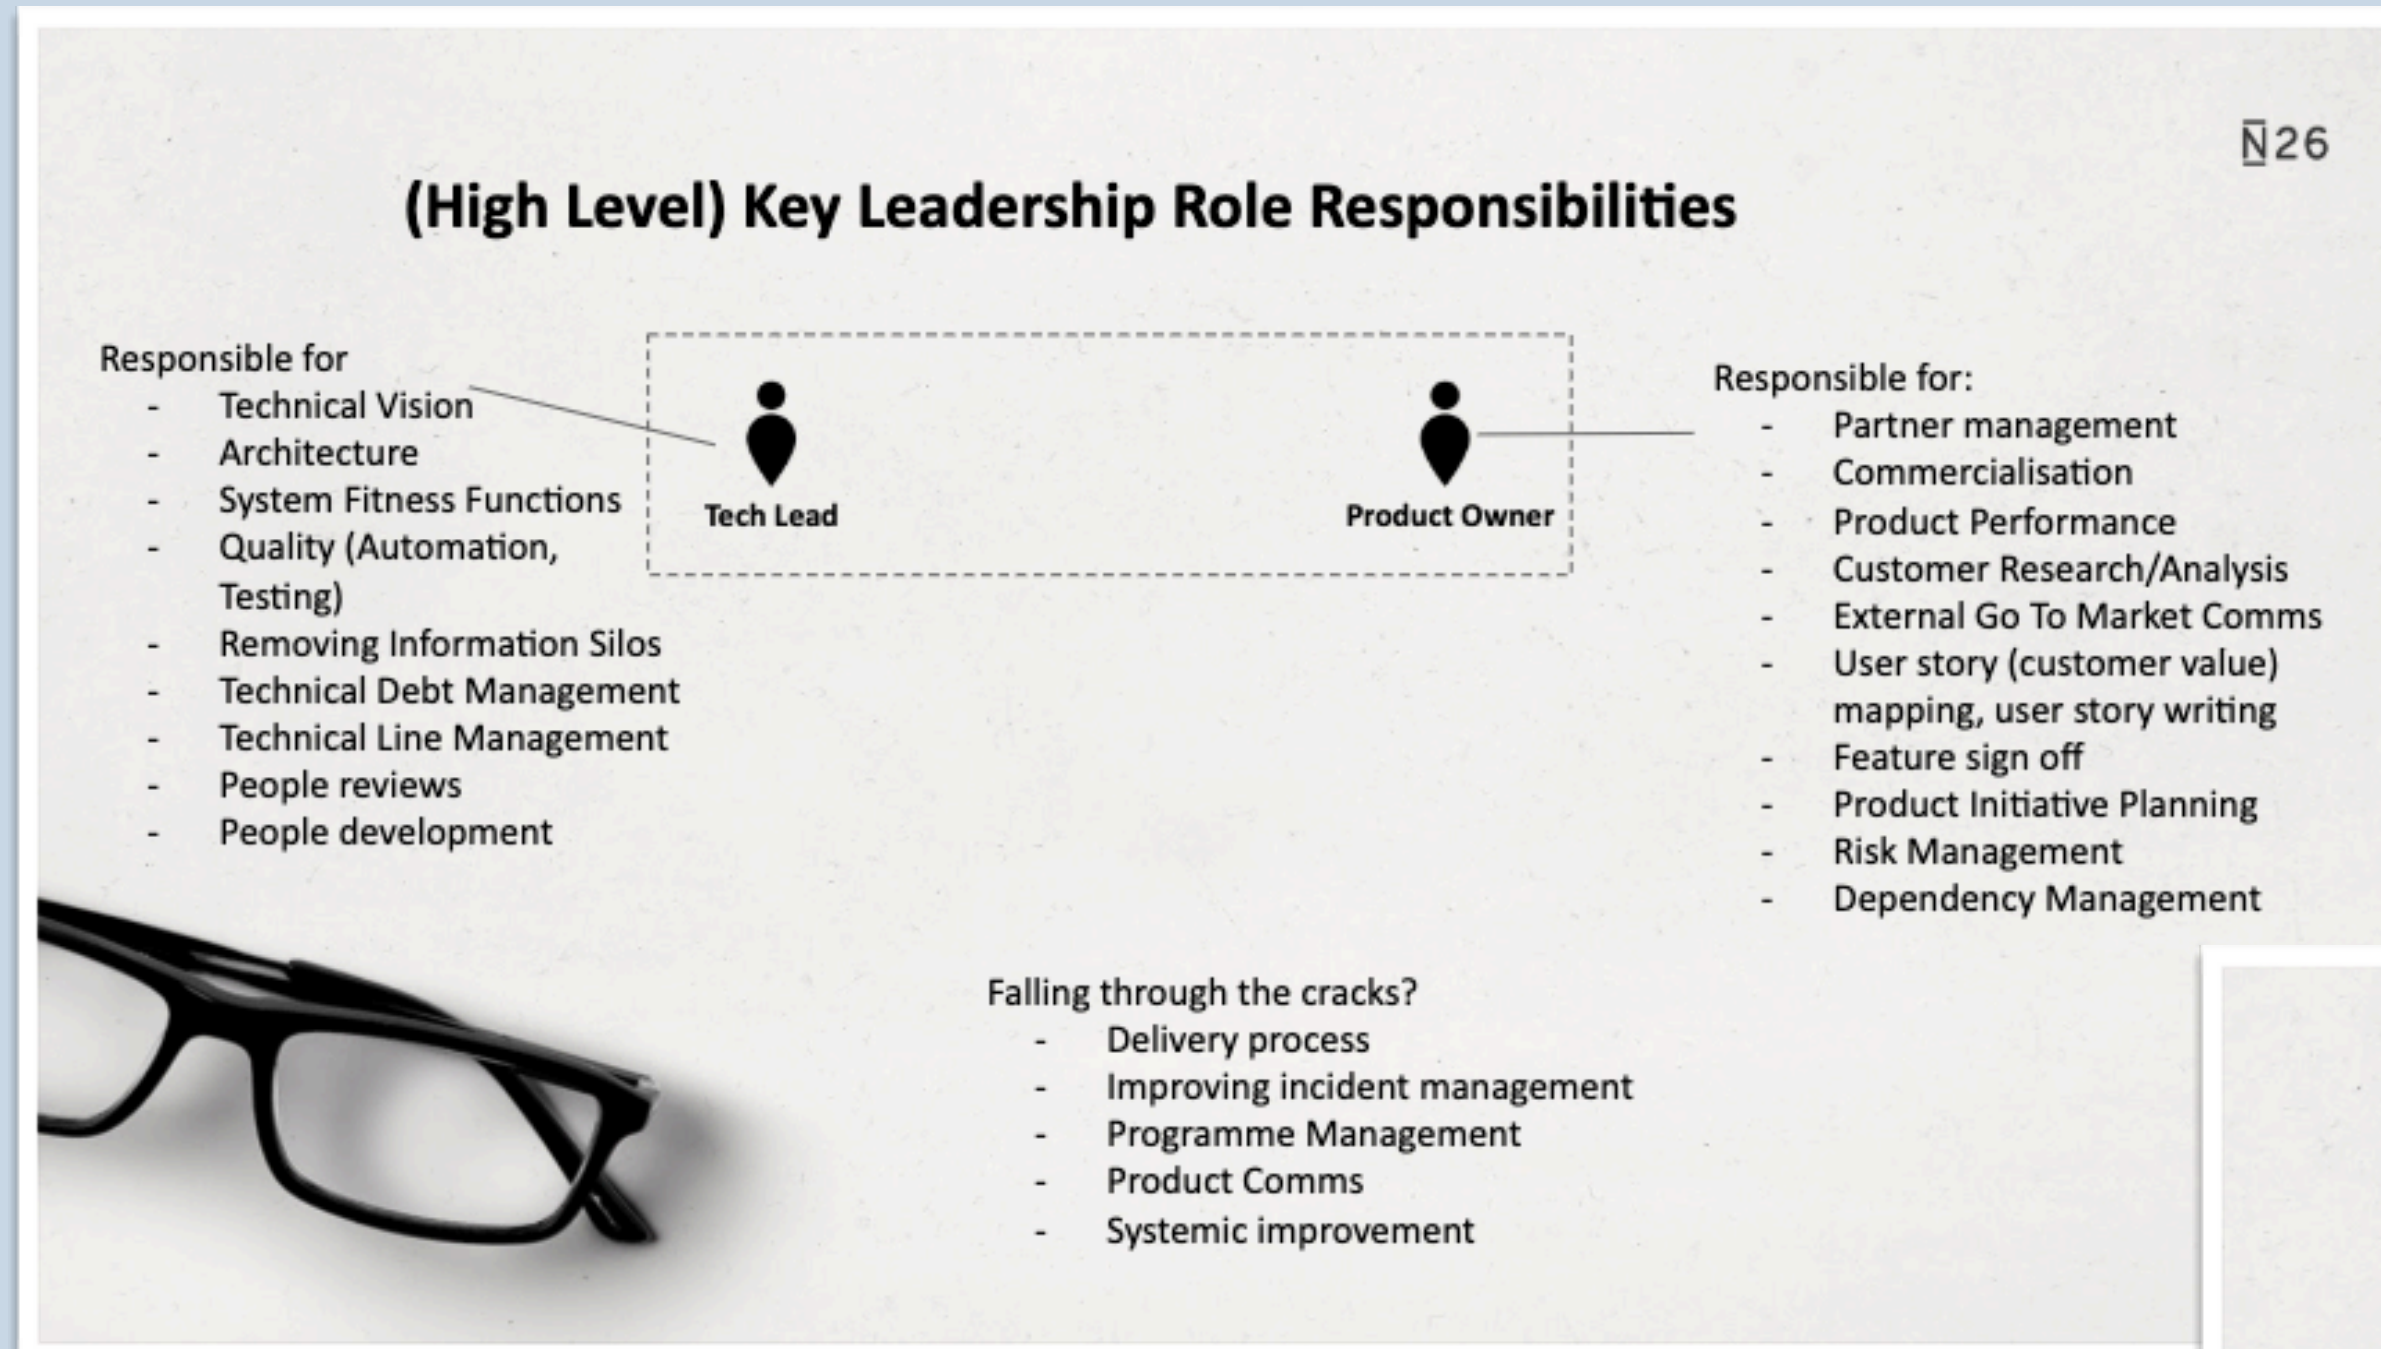 N26
(High Level) Key Leadership Role Responsibilities
Responsible for
- Technical Vision
- Architecture
- System Fitness Functions
- Quality (Automation,
Testing)
- Removing Information Silos
- Technical Debt Management
- Technical Line Management
- People reviews
- People development
Tech Lead
Product Owner
Responsible for:
- Partner management
- Commercialisation
- Product Performance
- Customer Research/Analysis
- External Go To Market Comms
- User story (customer value)
mapping, user story writing
- Feature sign off
- Product Initiative Planning
- Risk Management
- Dependency Management
Falling through the cracks?
- Delivery process
- Improving incident management
- Programme Management
- Product Comms
- Systemic improvement